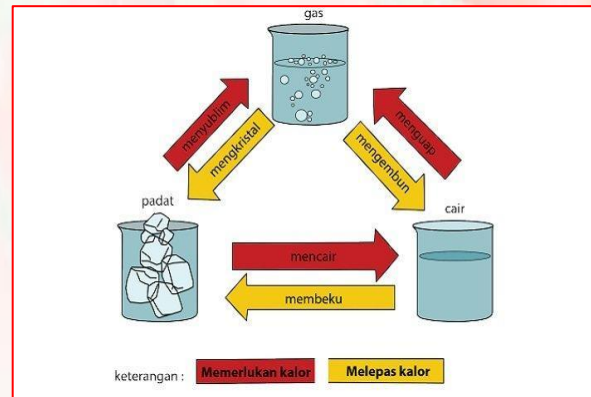 gas
menyublim
mengkristal
menguap
mengembun
padat
cair
mencair
membeku
keterangan : Memerlukan kalor Melepas kalor